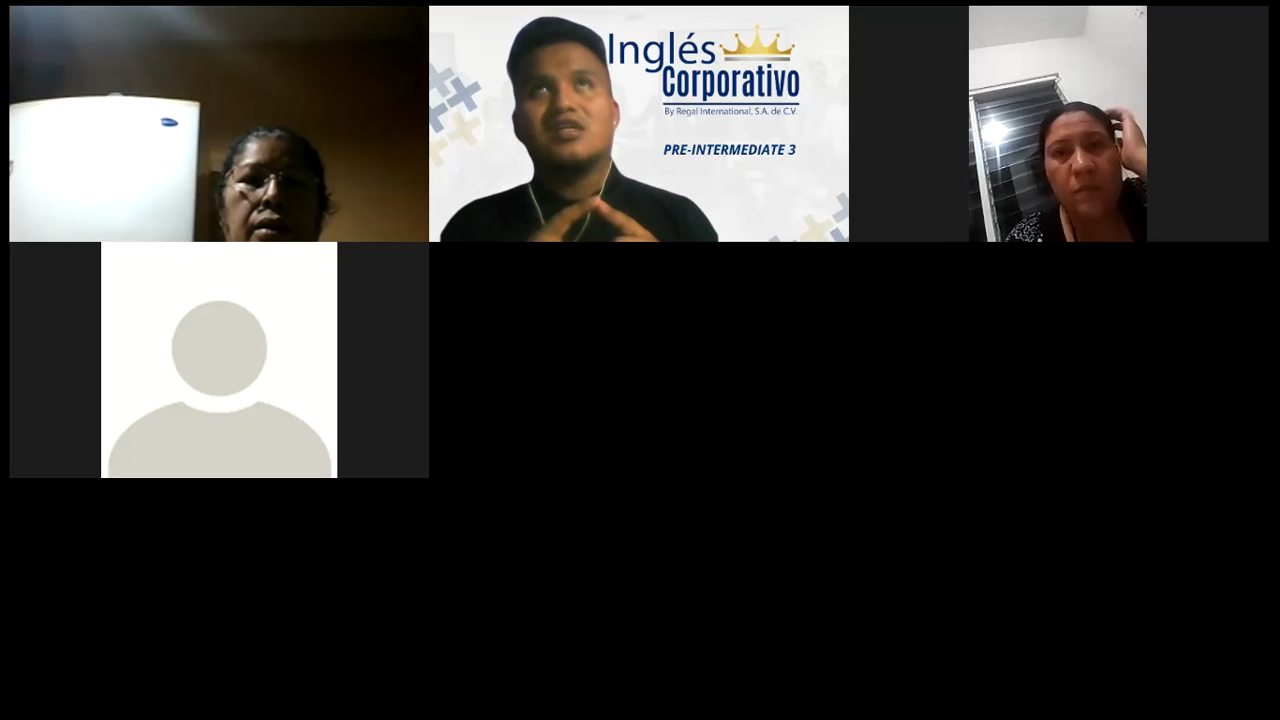 Inglés
Corporativo
By Regal International, S.A. de C.V.
PRE-INTERMEDIATE 3